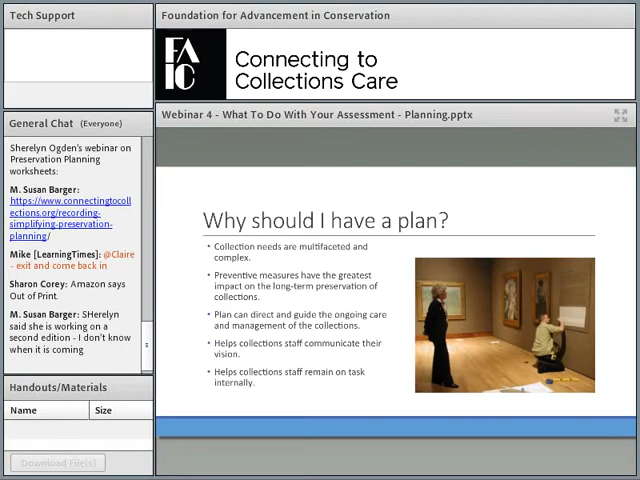 Tech Support
General Chat (Everyone)
Sherelyn Ogden's webinar on
Preservation Planning
worksheets:
M. Susan Barger:
https://www.connectingtocoll
ections.org/recording-
simplifying-preservation-
planning/
Mike [LearningTimes]: @Claire
- exit and come back in
Sharon Corey: Amazon says
Out of Print.
M. Susan Barger: SHerelyn
said she is working on a
second edition - I don't know
when it is coming
Handouts/Materials
Name Size
Download File(s)
Foundation for Advancement in Conservation
FA
IC
Connecting to
Collections Care
Webinar 4 - What To Do With Your Assessment - Planning.pptx
Why should I have a plan?
• Collection needs are multifaceted and
complex.
• Preventive measures have the greatest
impact on the long-term preservation of
collections.
• Plan can direct and guide the ongoing care
and management of the collections.
• Helps collections staff communicate their
vision.
• Helps collections staff remain on task
internally.